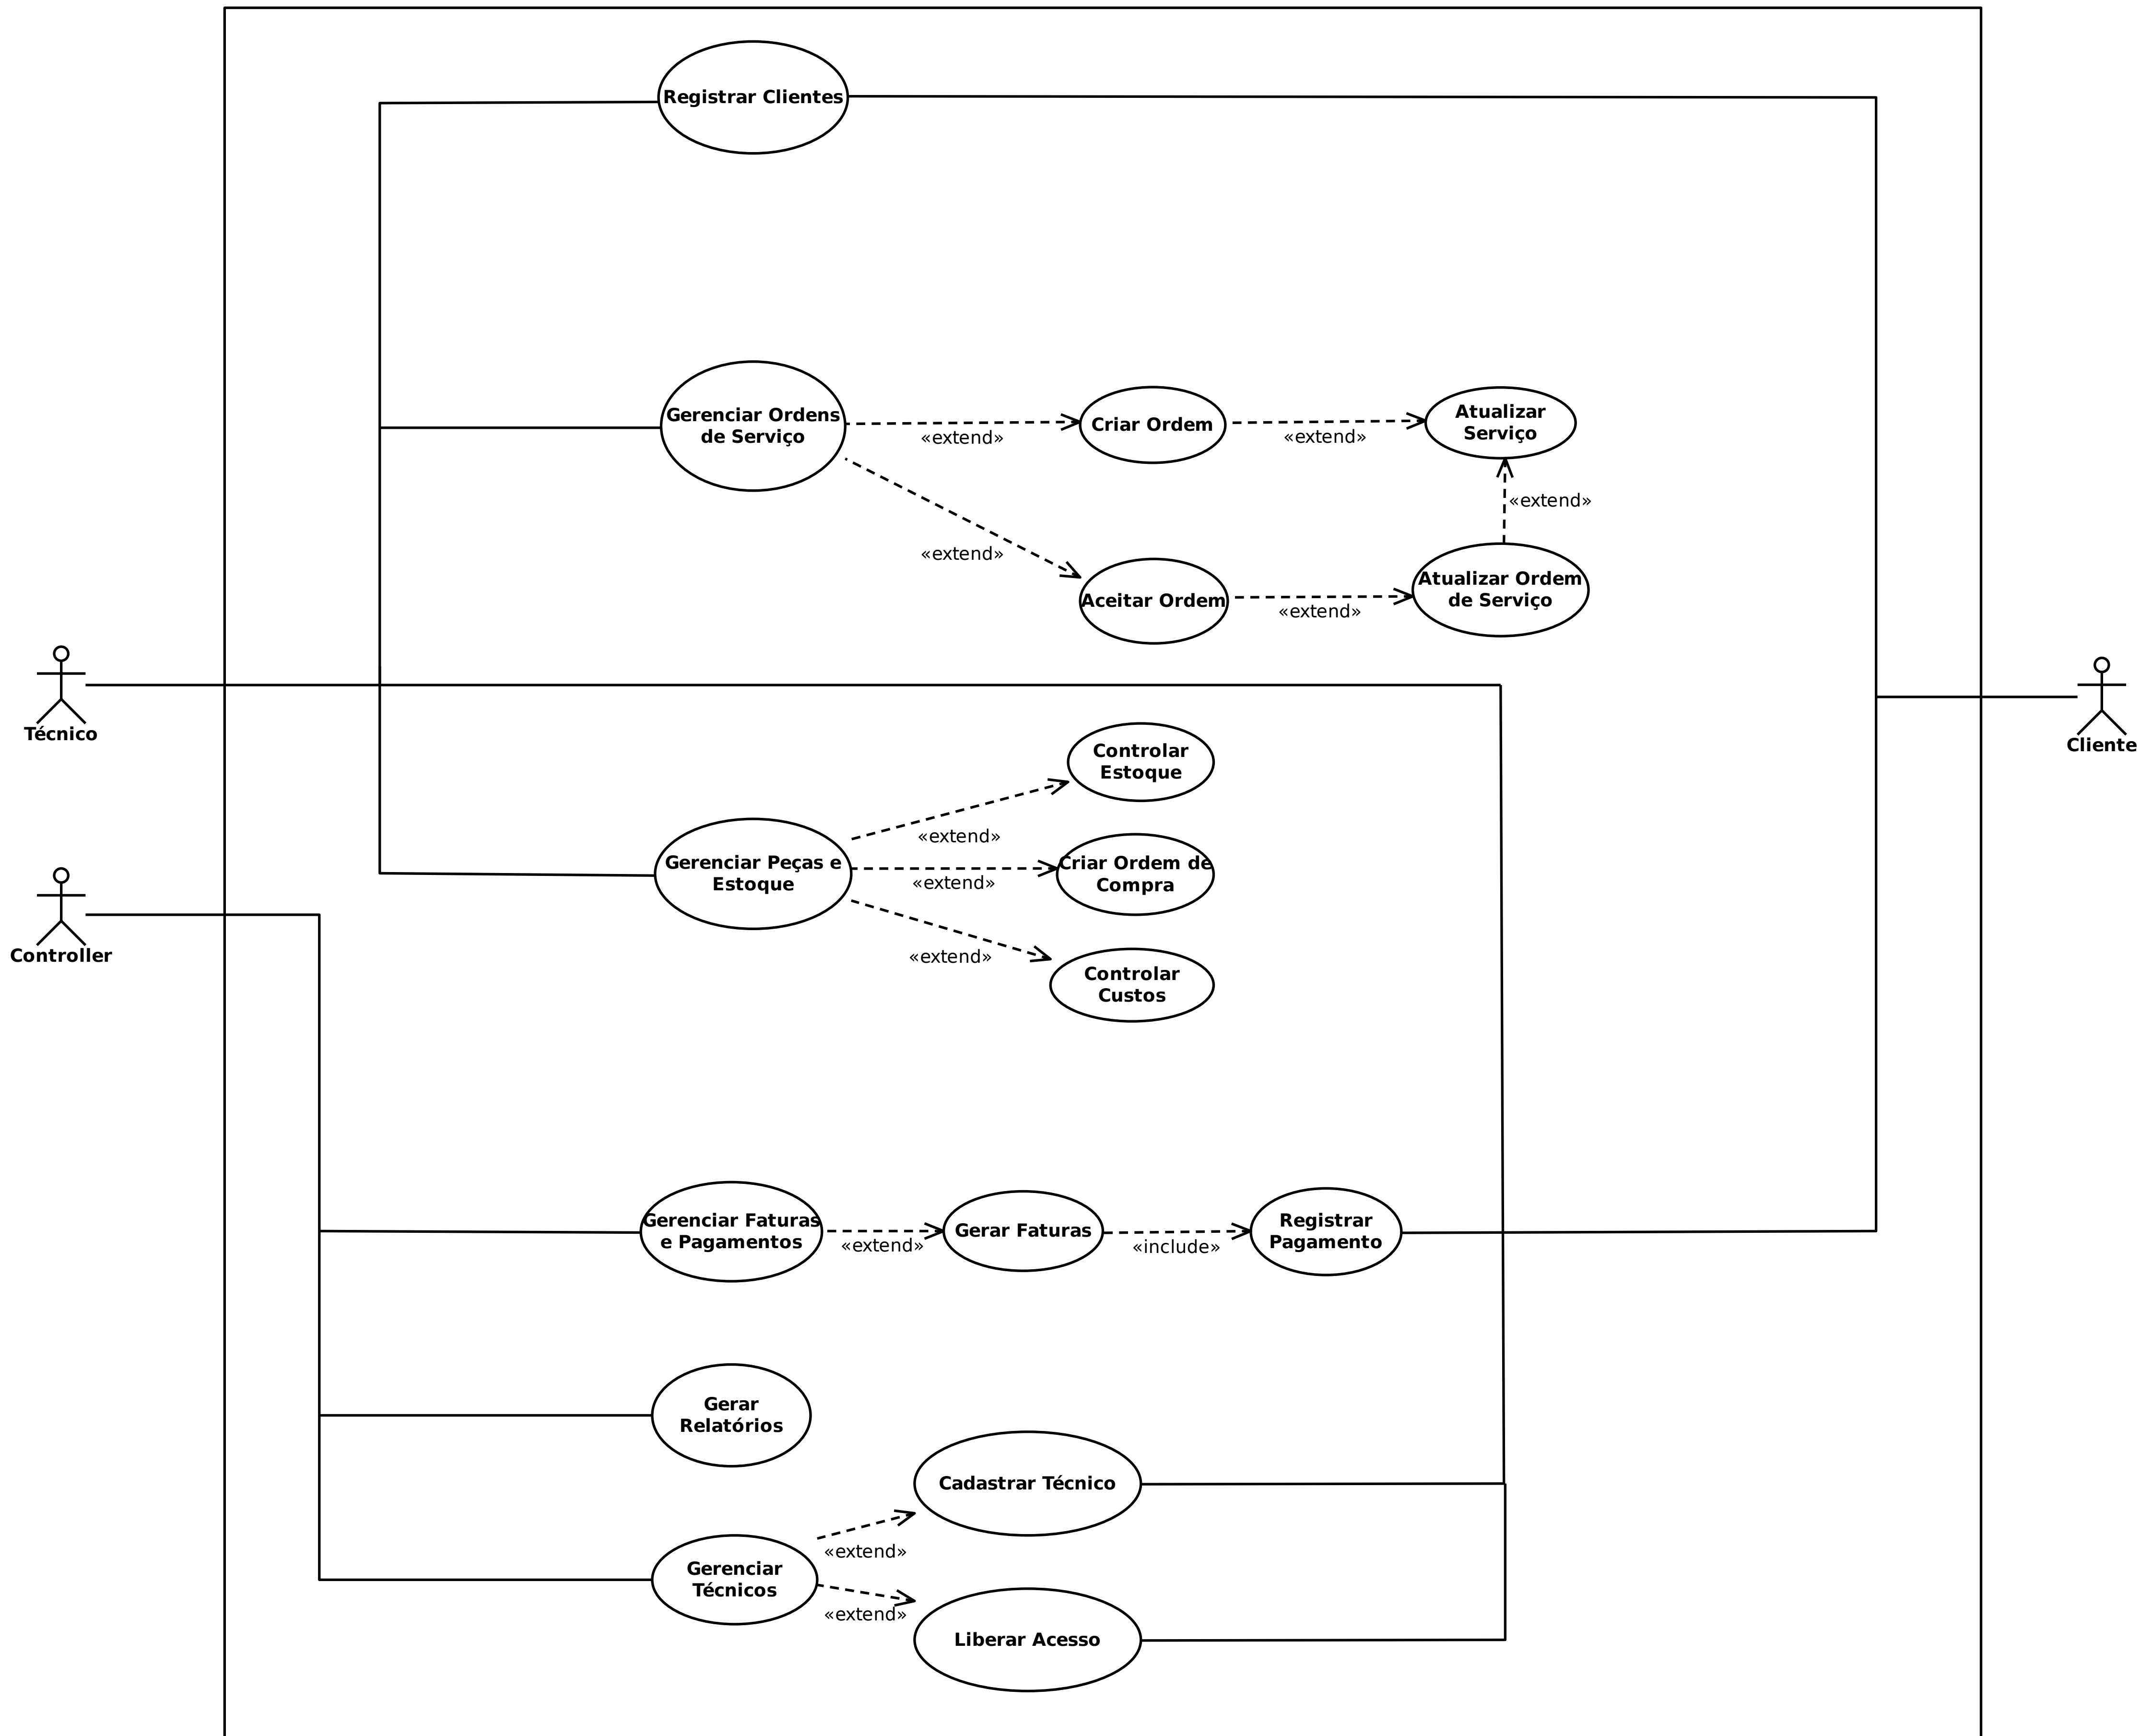 Registrar Clientes
Gerenciar Ordens
de Serviço
«extend»
Criar Ordem
«extend»
Atualizar
Serviço
«extend»
«extend»
Aceitar Ordem
«extend»
Atualizar Ordem
de Serviço
Técnico
Cliente
Controlar
Estoque
«extend»
Gerenciar Peças e
Estoque
«extend»
Criar Ordem de
Compra
«extend»
Controlar
Custos
Controller
Gerenciar Faturas
e Pagamentos
«extend»
Gerar Faturas
«include»
Registrar
Pagamento
Gerar
Relatórios
Cadastrar Técnico
«extend»
Gerenciar
Técnicos
«extend»
Liberar Acesso